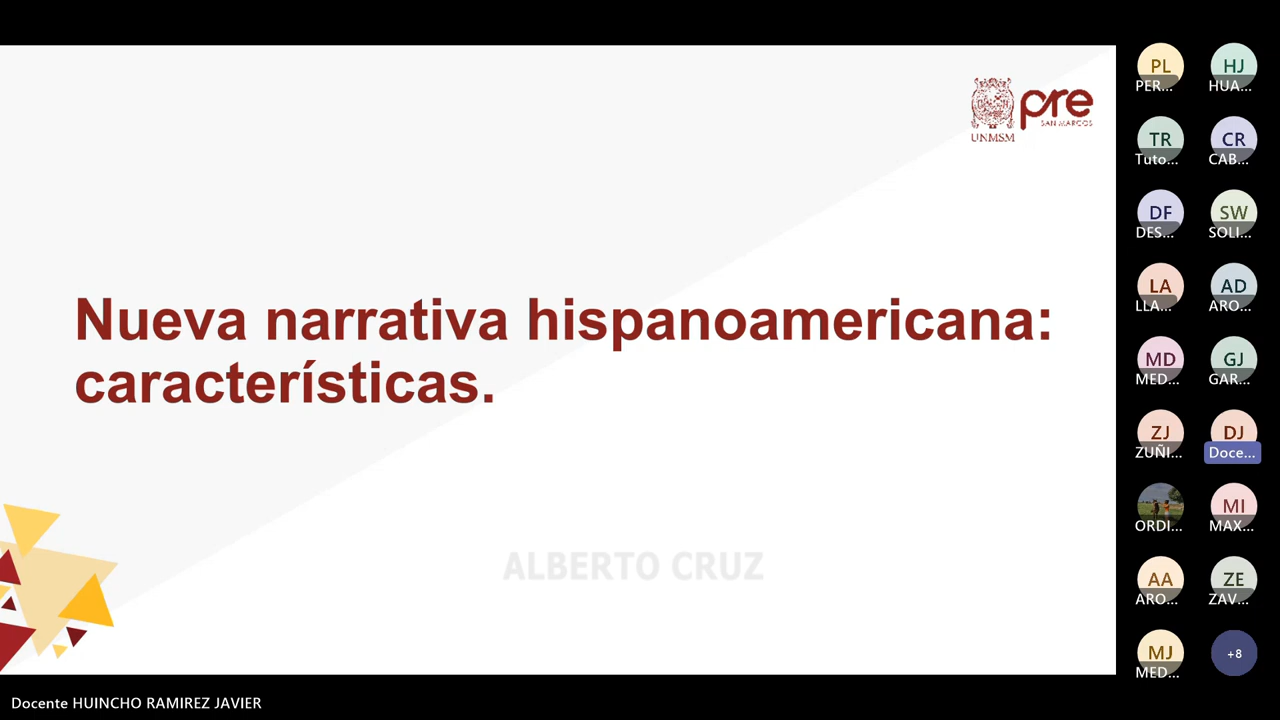 UNMSM
pre
SAN MARCOS
Nueva narrativa hispanoamericana:
características.
ALBERTO CRUZ
PL
PER...
HJ
HUA...
TR
Tuto...
CR
CAB...
DF
DES...
SW
SOLI...
LA
LLA...
AD
ARO...
MD
MED...
GJ
GAR...
ZJ
ZUÑI...
DJ
Doce...
ORDI...
MI
MAX...
AA
ARO...
ZE
ZAV...
MJ
MED...
+8
Docente HUINCHO RAMIREZ JAVIER